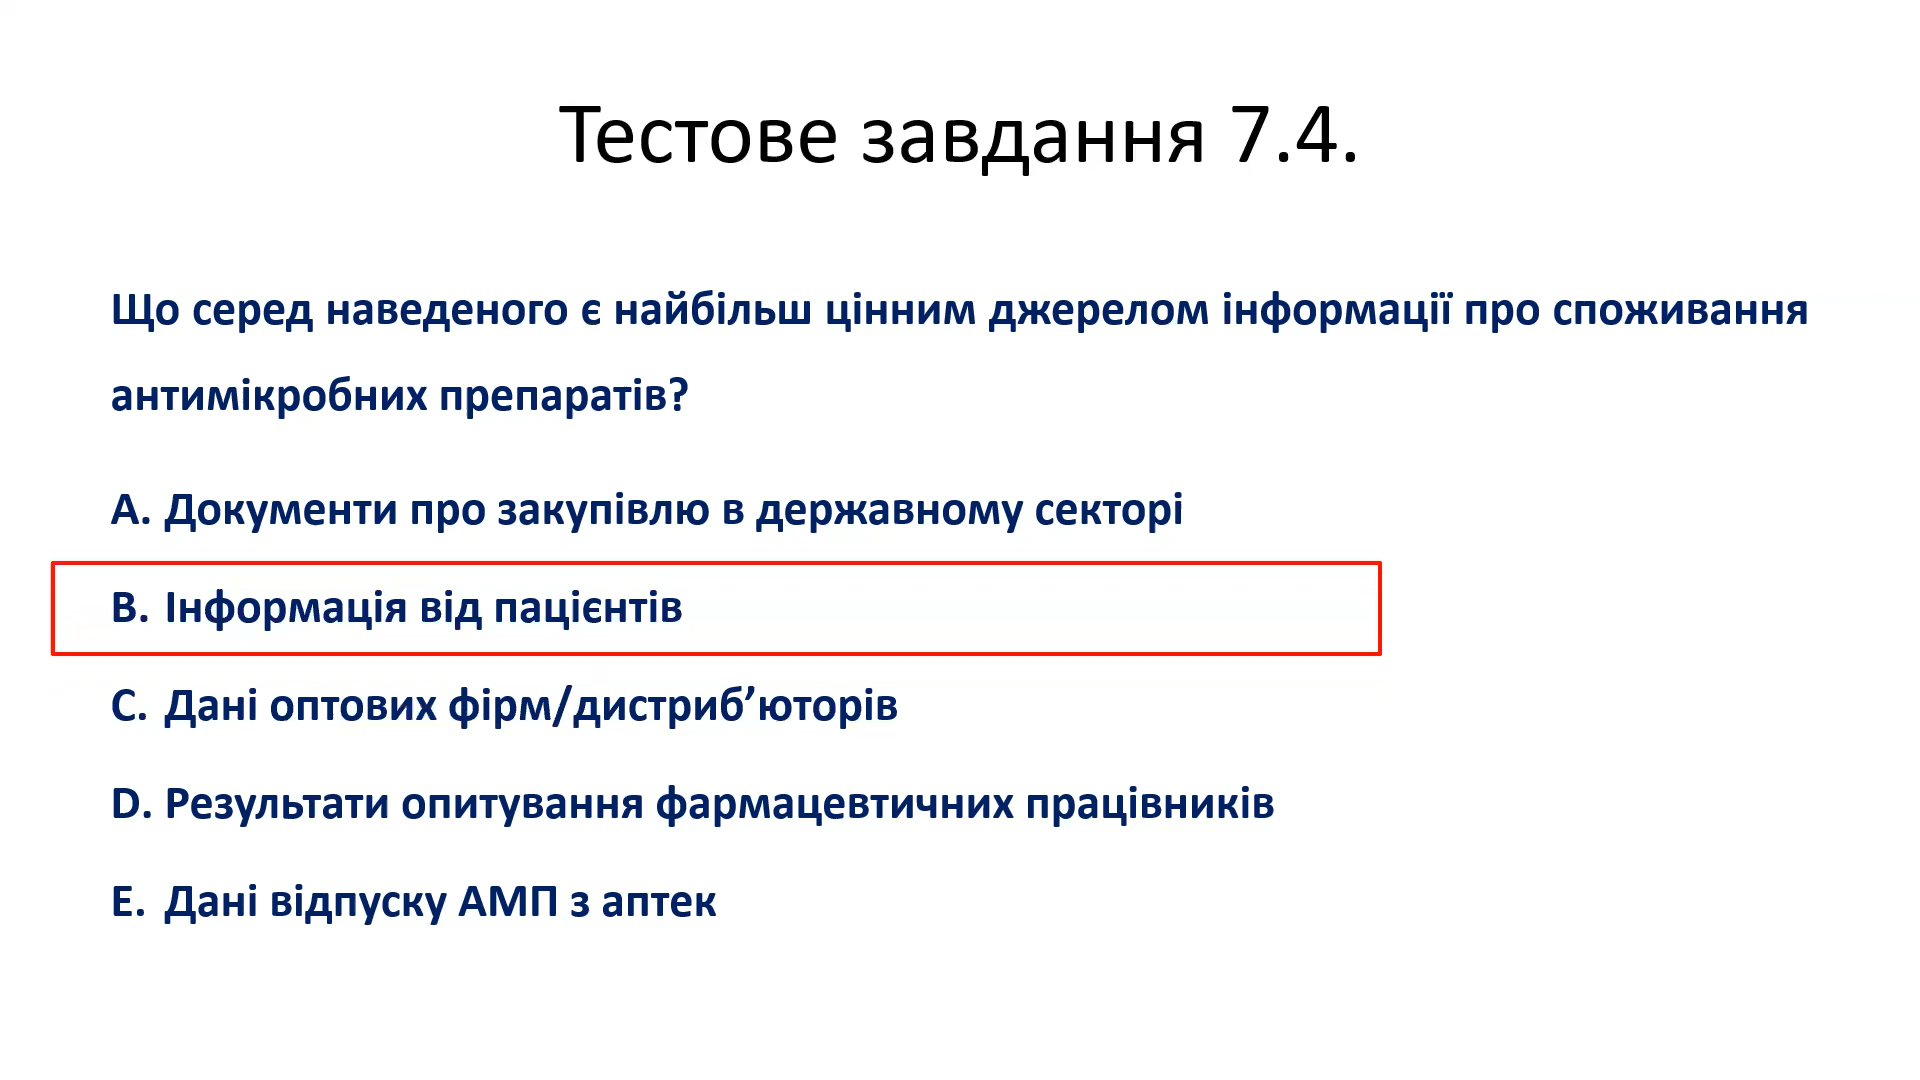 Тестове завдання 7.4.
Що серед наведеного є найбільш цінним джерелом інформації про споживання
антимікробних препаратів?
A. Документи про закупівлю в державному секторі
B. Інформація від пацієнтів
C. Дані оптових фірм/дистриб’юторів
D. Результати опитування фармацевтичних працівників
E. Дані відпуску АМП з аптек